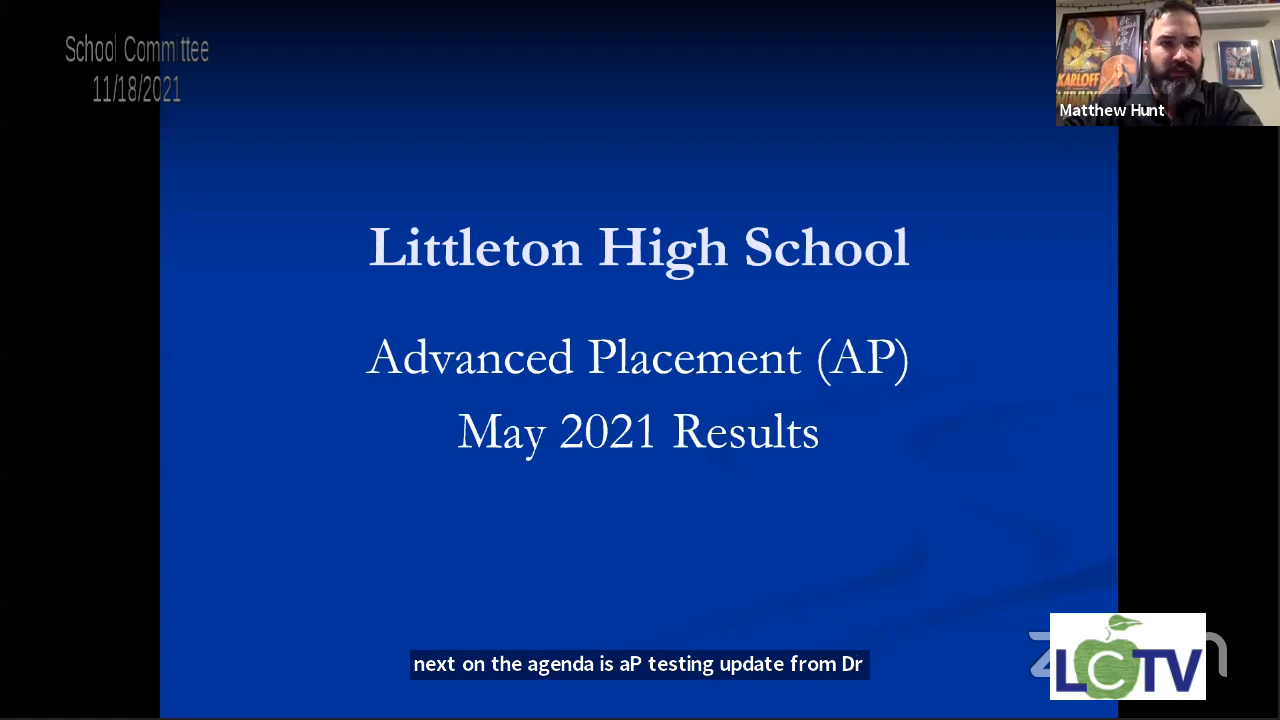 School Committee
11/18/2021
KARLOFF
Matthew Hunt
Littleton High School
Advanced Placement (AP)
May 2021 Results
next on the agenda is aP testing update from Dr
LCTV